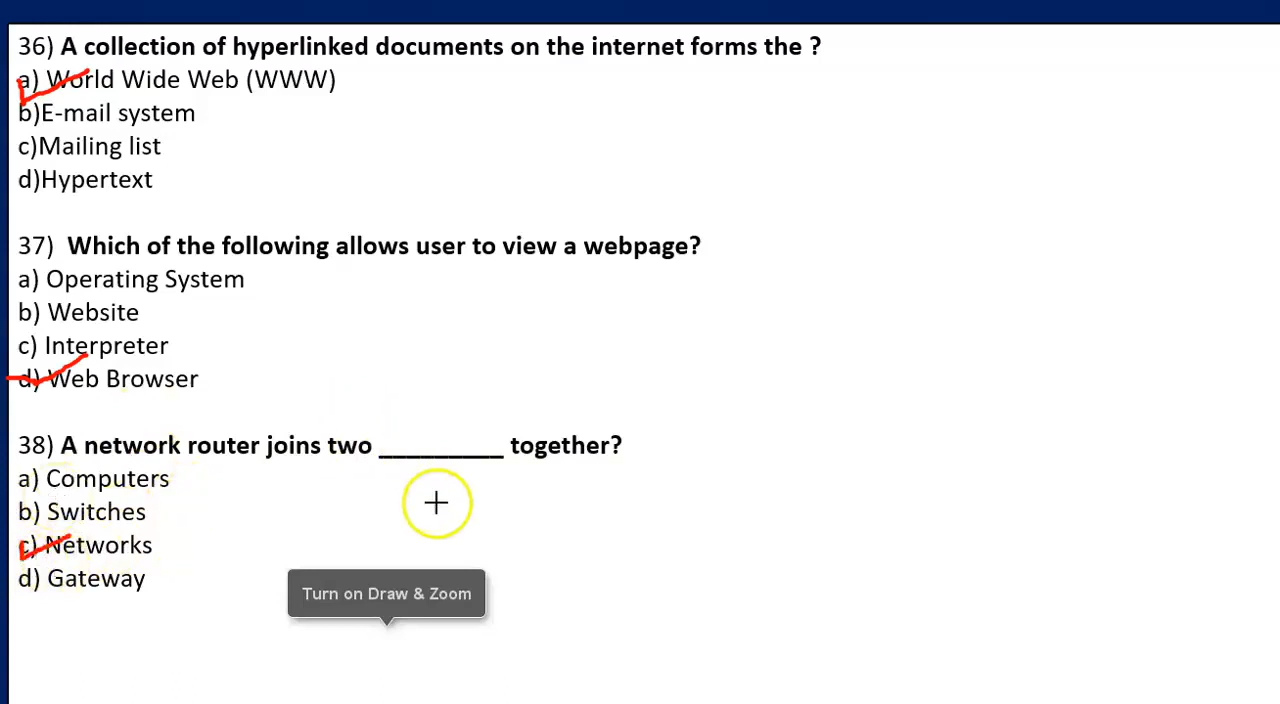 36) A collection of hyperlinked documents on the internet forms the ?
a) World Wide Web (WWW)
b)E-mail system
c)Mailing list
d)Hypertext
37)  Which of the following allows user to view a webpage?
a) Operating System
b) Website
c) Interpreter
d) Web Browser
38) A network router joins two _________ together?
a) Computers
b) Switches
c) Networks
d) Gateway
Turn on Draw & Zoom